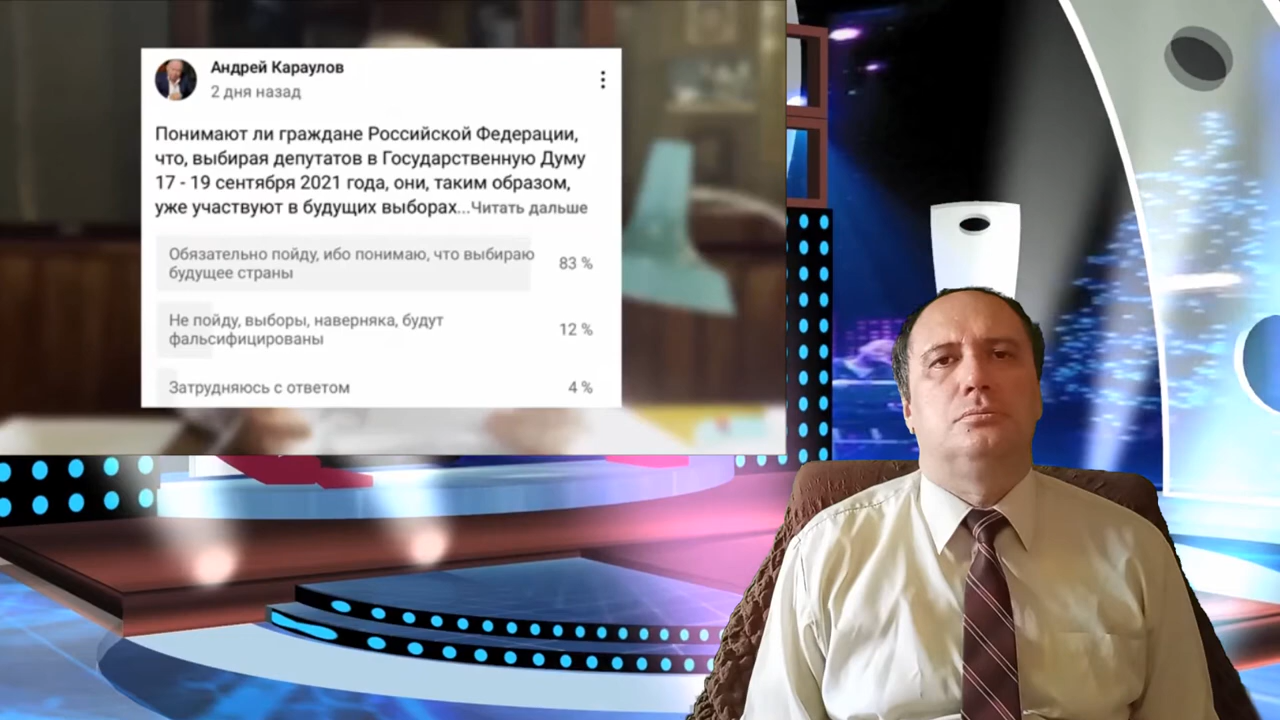 Андрей Караулов
2 дня назад
Понимают ли граждане Российской Федерации,
что, выбирая депутатов в Государственную Думу
17 - 19 сентября 2021 года, они, таким образом,
уже участвуют в будущих выборах...Читать дальше
Обязательно пойду, ибо понимаю, что выбираю
будущее страны
83 %
Не пойду, выборы, наверняка, будут
фальсифицированы
12 %
Затрудняюсь с ответом
4 %